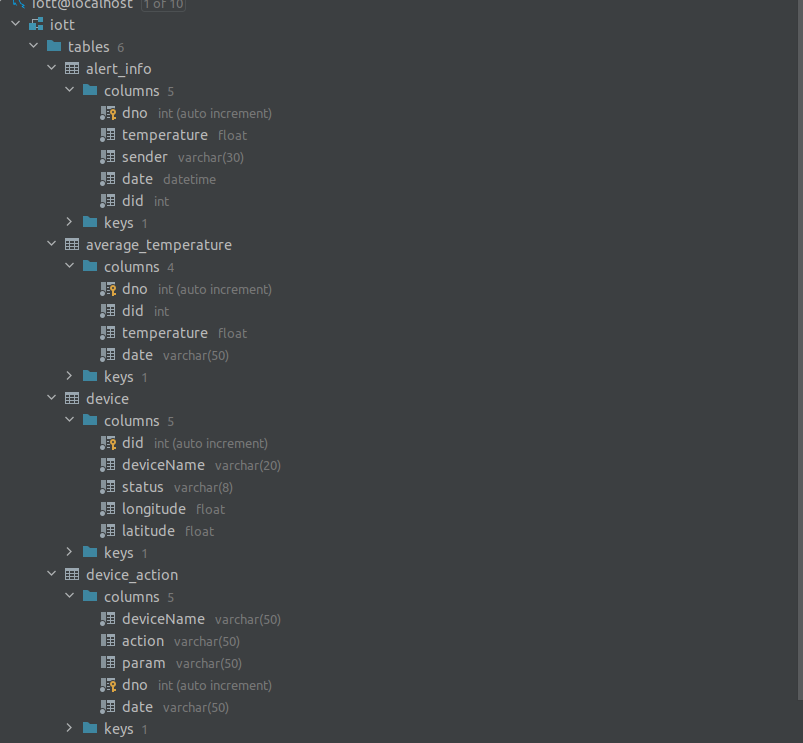 iott@localhost 1 of 10
iott
tables 6
alert_info
columns 5
dno int (auto increment)
temperature float
sender varchar(30)
date datetime
did int
keys 1
average_temperature
columns 4
dno int (auto increment)
did int
temperature float
date varchar(50)
keys 1
device
columns 5
did int (auto increment)
deviceName varchar(20)
status varchar(8)
longitude float
latitude float
keys 1
device_action
columns 5
deviceName varchar(50)
action varchar(50)
param varchar(50)
dno int (auto increment)
date varchar(50)
keys 1